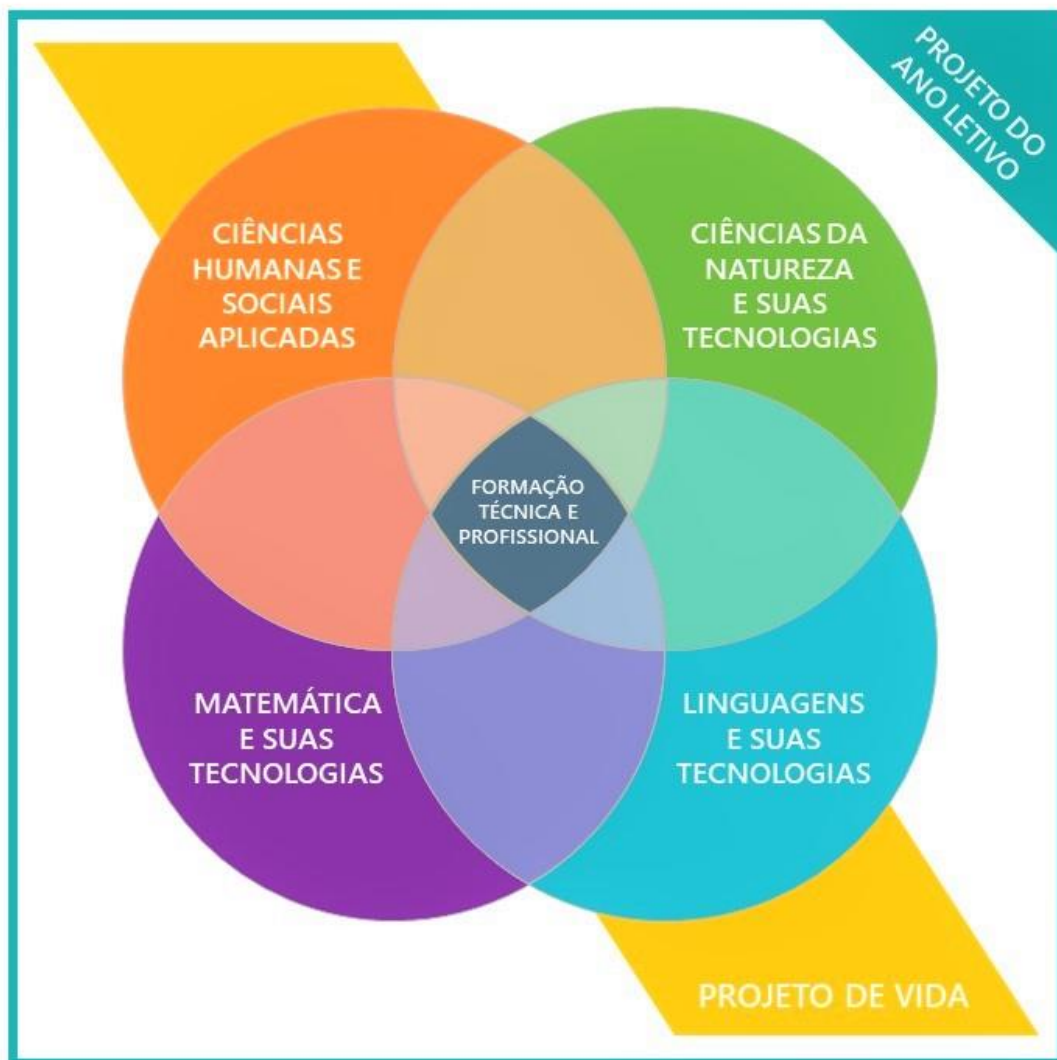 PROJETO DO
ANO LETIVO
CIÊNCIAS
HUMANAS E
SOCIAIS
APLICADAS
CIÊNCIAS DA
NATUREZA
E SUAS
TECNOLOGIAS
FORMAÇÃO
TÉCNICA E
PROFISSIONAL
MATEMÁTICA
E SUAS
TECNOLOGIAS
LINGUAGENS
E SUAS
TECNOLOGIAS
PROJETO DE VIDA